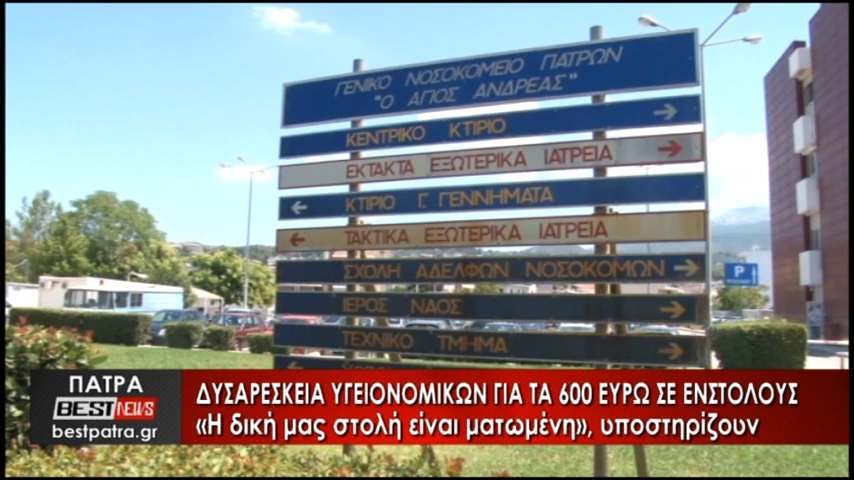 ΓΕΝΙΚΟ ΝΟΣΟΚΟΜΕΙΟ ΠΑΤΡΩΝ
"Ο ΑΓΙΟΣ ΑΝΔΡΕΑΣ"
ΚΕΝΤΡΙΚΟ ΚΤΙΡΙΟ
ΕΚΤΑΚΤΑ ΕΞΩΤΕΡΙΚΑ ΙΑΤΡΕΙΑ
ΚΤΙΡΙΟ Γ. ΓΕΝΝΗΜΑΤΑ
ΤΑΚΤΙΚΑ ΕΞΩΤΕΡΙΚΑ ΙΑΤΡΕΙΑ
ΣΧΟΛΗ ΑΔΕΛΦΩΝ ΝΟΣΟΚΟΜΩΝ
ΙΕΡΟΣ ΝΑΟΣ
ΤΕΧΝΙΚΟ ΤΜΗΜΑ
P
ΠΑΤΡΑ
BEST NEWS
bestpatra.gr
ΔΥΣΑΡΕΣΚΕΙΑ ΥΓΕΙΟΝΟΜΙΚΩΝ ΓΙΑ ΤΑ 600 ΕΥΡΩ ΣΕ ΕΝΣΤΟΛΟΥΣ
«Η δική μας στολή είναι ματωμένη», υποστηρίζουν